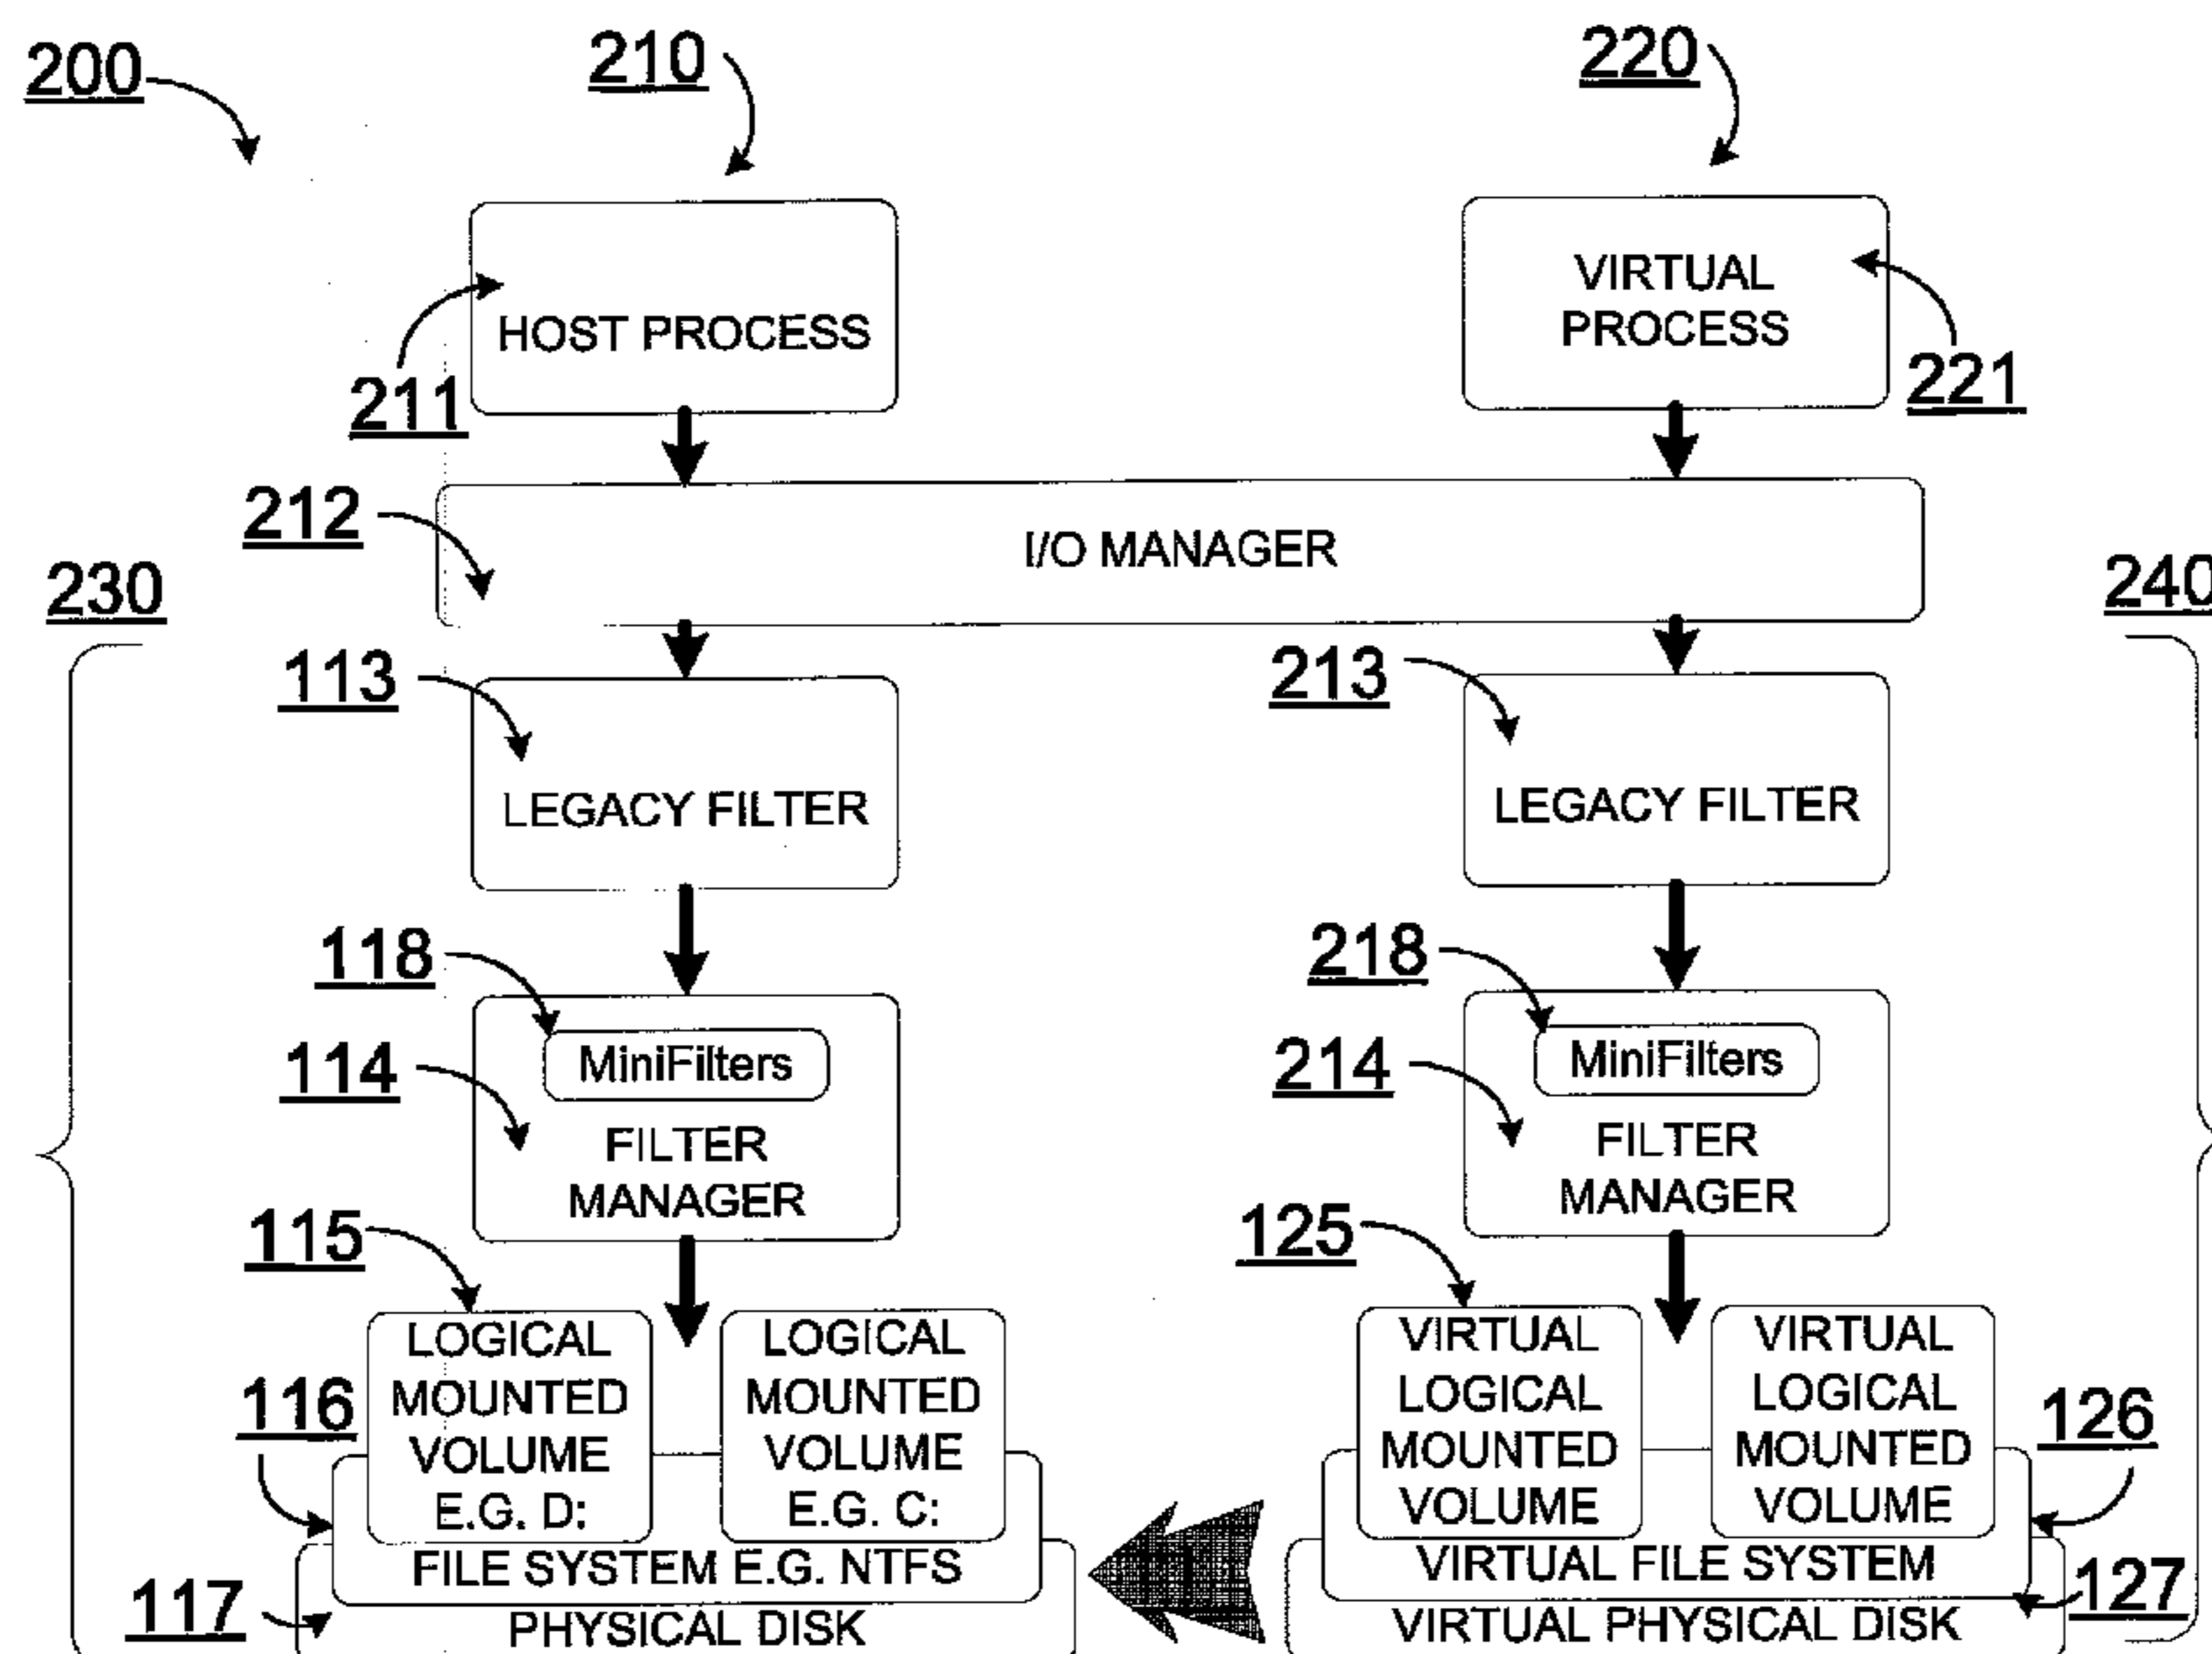 200
210
220
HOST PROCESS
VIRTUAL
PROCESS
211
221
212
I/O MANAGER
230
240
113
213
LEGACY FILTER
LEGACY FILTER
118
218
MiniFilters
MiniFilters
114
214
FILTER
MANAGER
FILTER
MANAGER
115
125
LOGICAL
MOUNTED
VOLUME
E.G. D:
LOGICAL
MOUNTED
VOLUME
E.G. C:
VIRTUAL
LOGICAL
MOUNTED
VOLUME
VIRTUAL
LOGICAL
MOUNTED
VOLUME
116
126
FILE SYSTEM E.G. NTFS
VIRTUAL FILE SYSTEM
117
127
PHYSICAL DISK
VIRTUAL PHYSICAL DISK